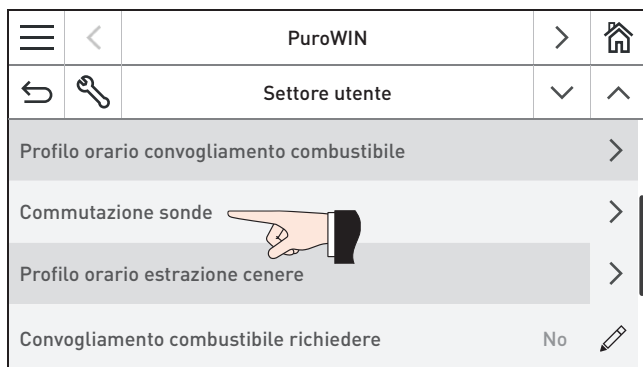 PuroWIN
Settore utente
Profilo orario convogliamento combustibile
Commutazione sonde
Profilo orario estrazione cenere
Convogliamento combustibile richiedere No